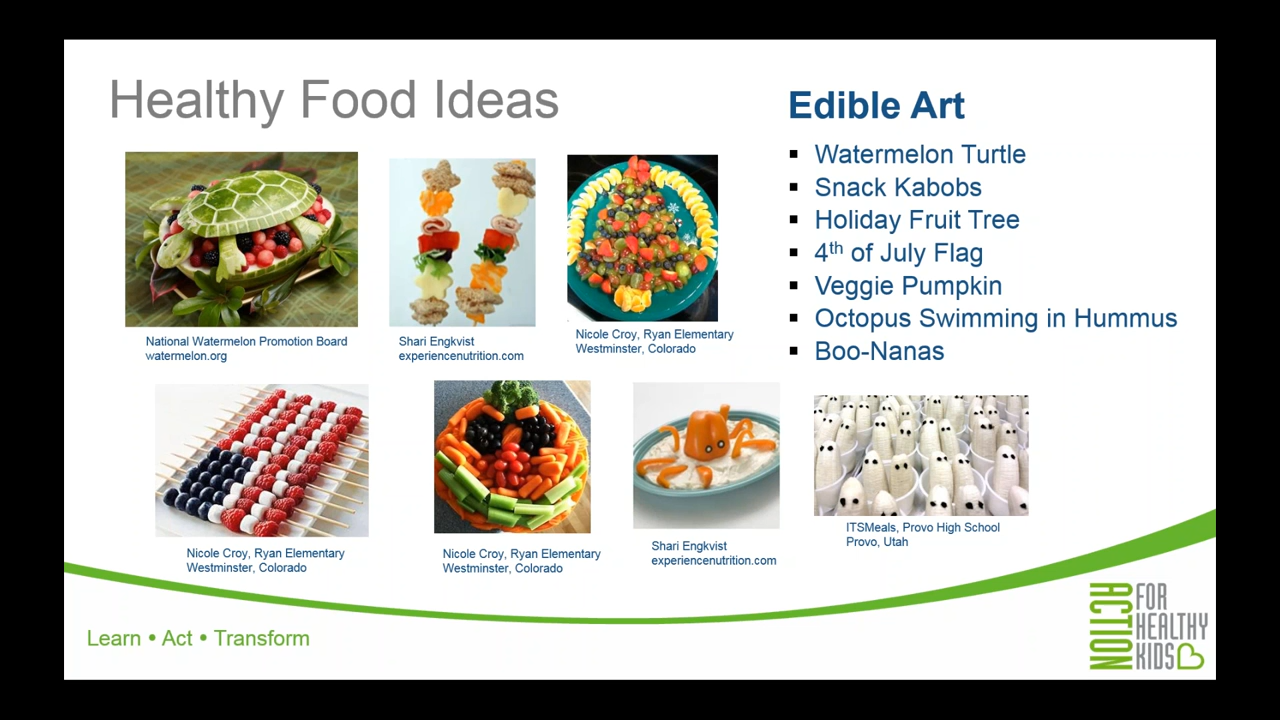 Healthy Food Ideas
Edible Art
Watermelon Turtle
Snack Kabobs
Holiday Fruit Tree
4th of July Flag
Veggie Pumpkin
Octopus Swimming in Hummus
Boo-Nanas
National Watermelon Promotion Board
watermelon.org
Shari Engkvist
experiencenutrition.com
Nicole Croy, Ryan Elementary
Westminster, Colorado
Nicole Croy, Ryan Elementary
Westminster, Colorado
Nicole Croy, Ryan Elementary
Westminster, Colorado
Shari Engkvist
experiencenutrition.com
ITSMeals, Provo High School
Provo, Utah
Learn • Act • Transform
ACTION
FOR
HEALTHY
KIDS